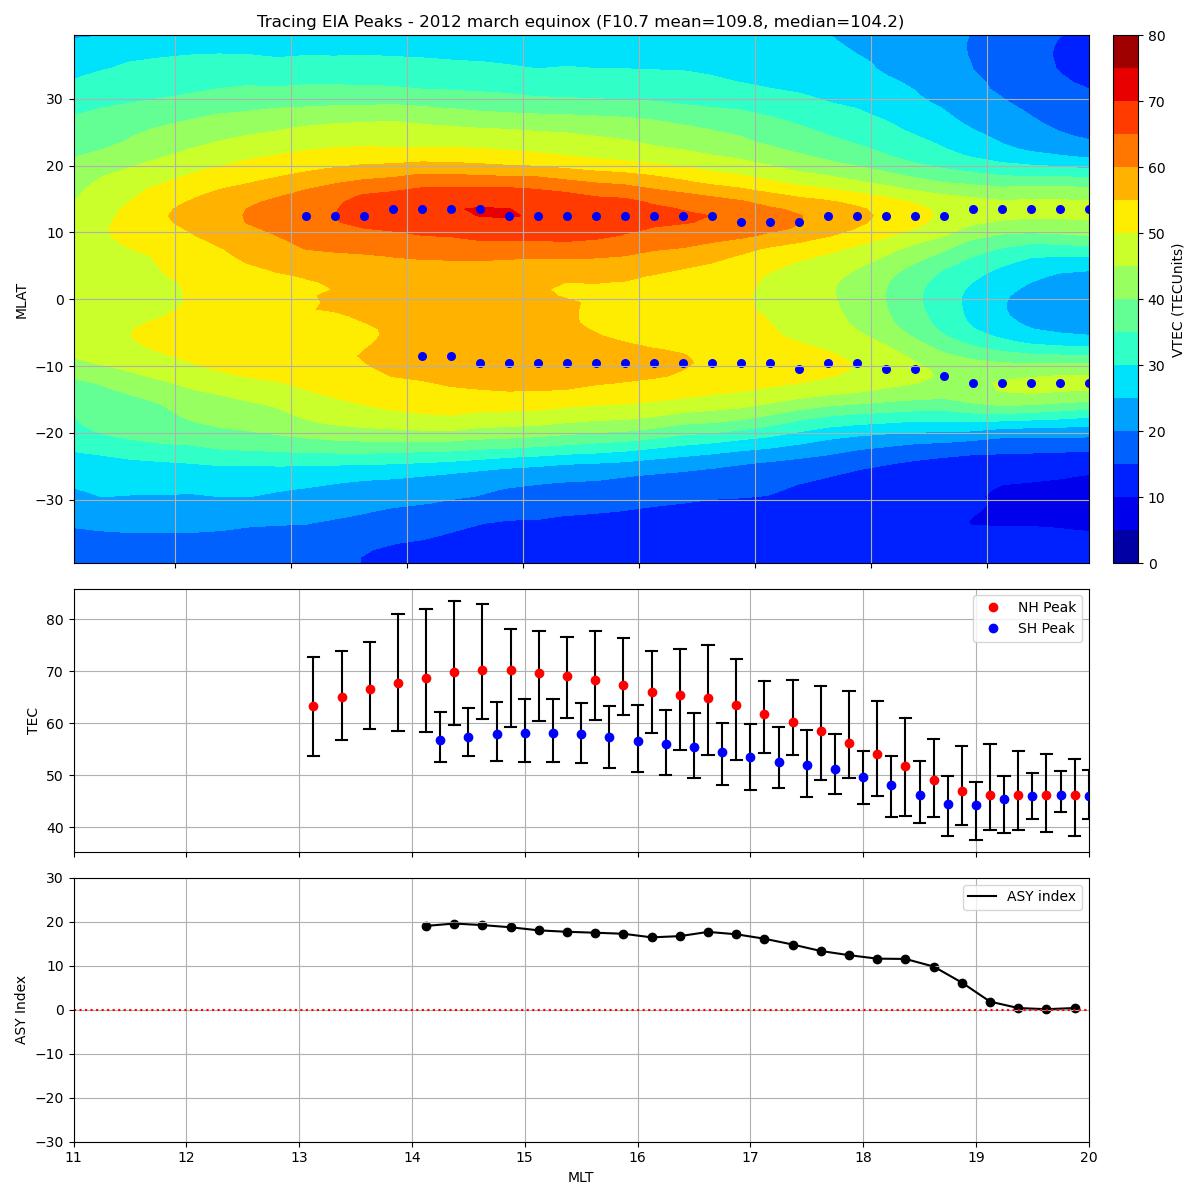 Tracing EIA Peaks - 2012 march equinox (F10.7 mean=109.8, median=104.2)
30
20
10
0
−10
−20
−30
MLAT
80
70
60
50
40
30
20
10
0
VTEC (TECUnits)
80
70
60
50
40
TEC
NH Peak
SH Peak
30
20
10
0
−10
−20
−30
ASY Index
ASY index
11 12 13 14 15 16 17 18 19 20
MLT